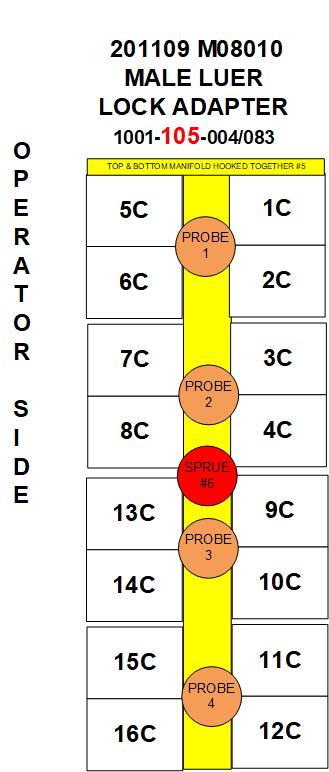 201109 M08010
MALE LUER
LOCK ADAPTER
1001-105-004/083
OPERATOR SIDE
TOP & BOTTOM MANIFOLD HOOKED TOGETHER #5
5C
1C
PROBE
1
6C
2C
7C
3C
PROBE
2
8C
4C
SPRUE
#6
13C
9C
PROBE
3
14C
10C
15C
11C
PROBE
4
16C
12C